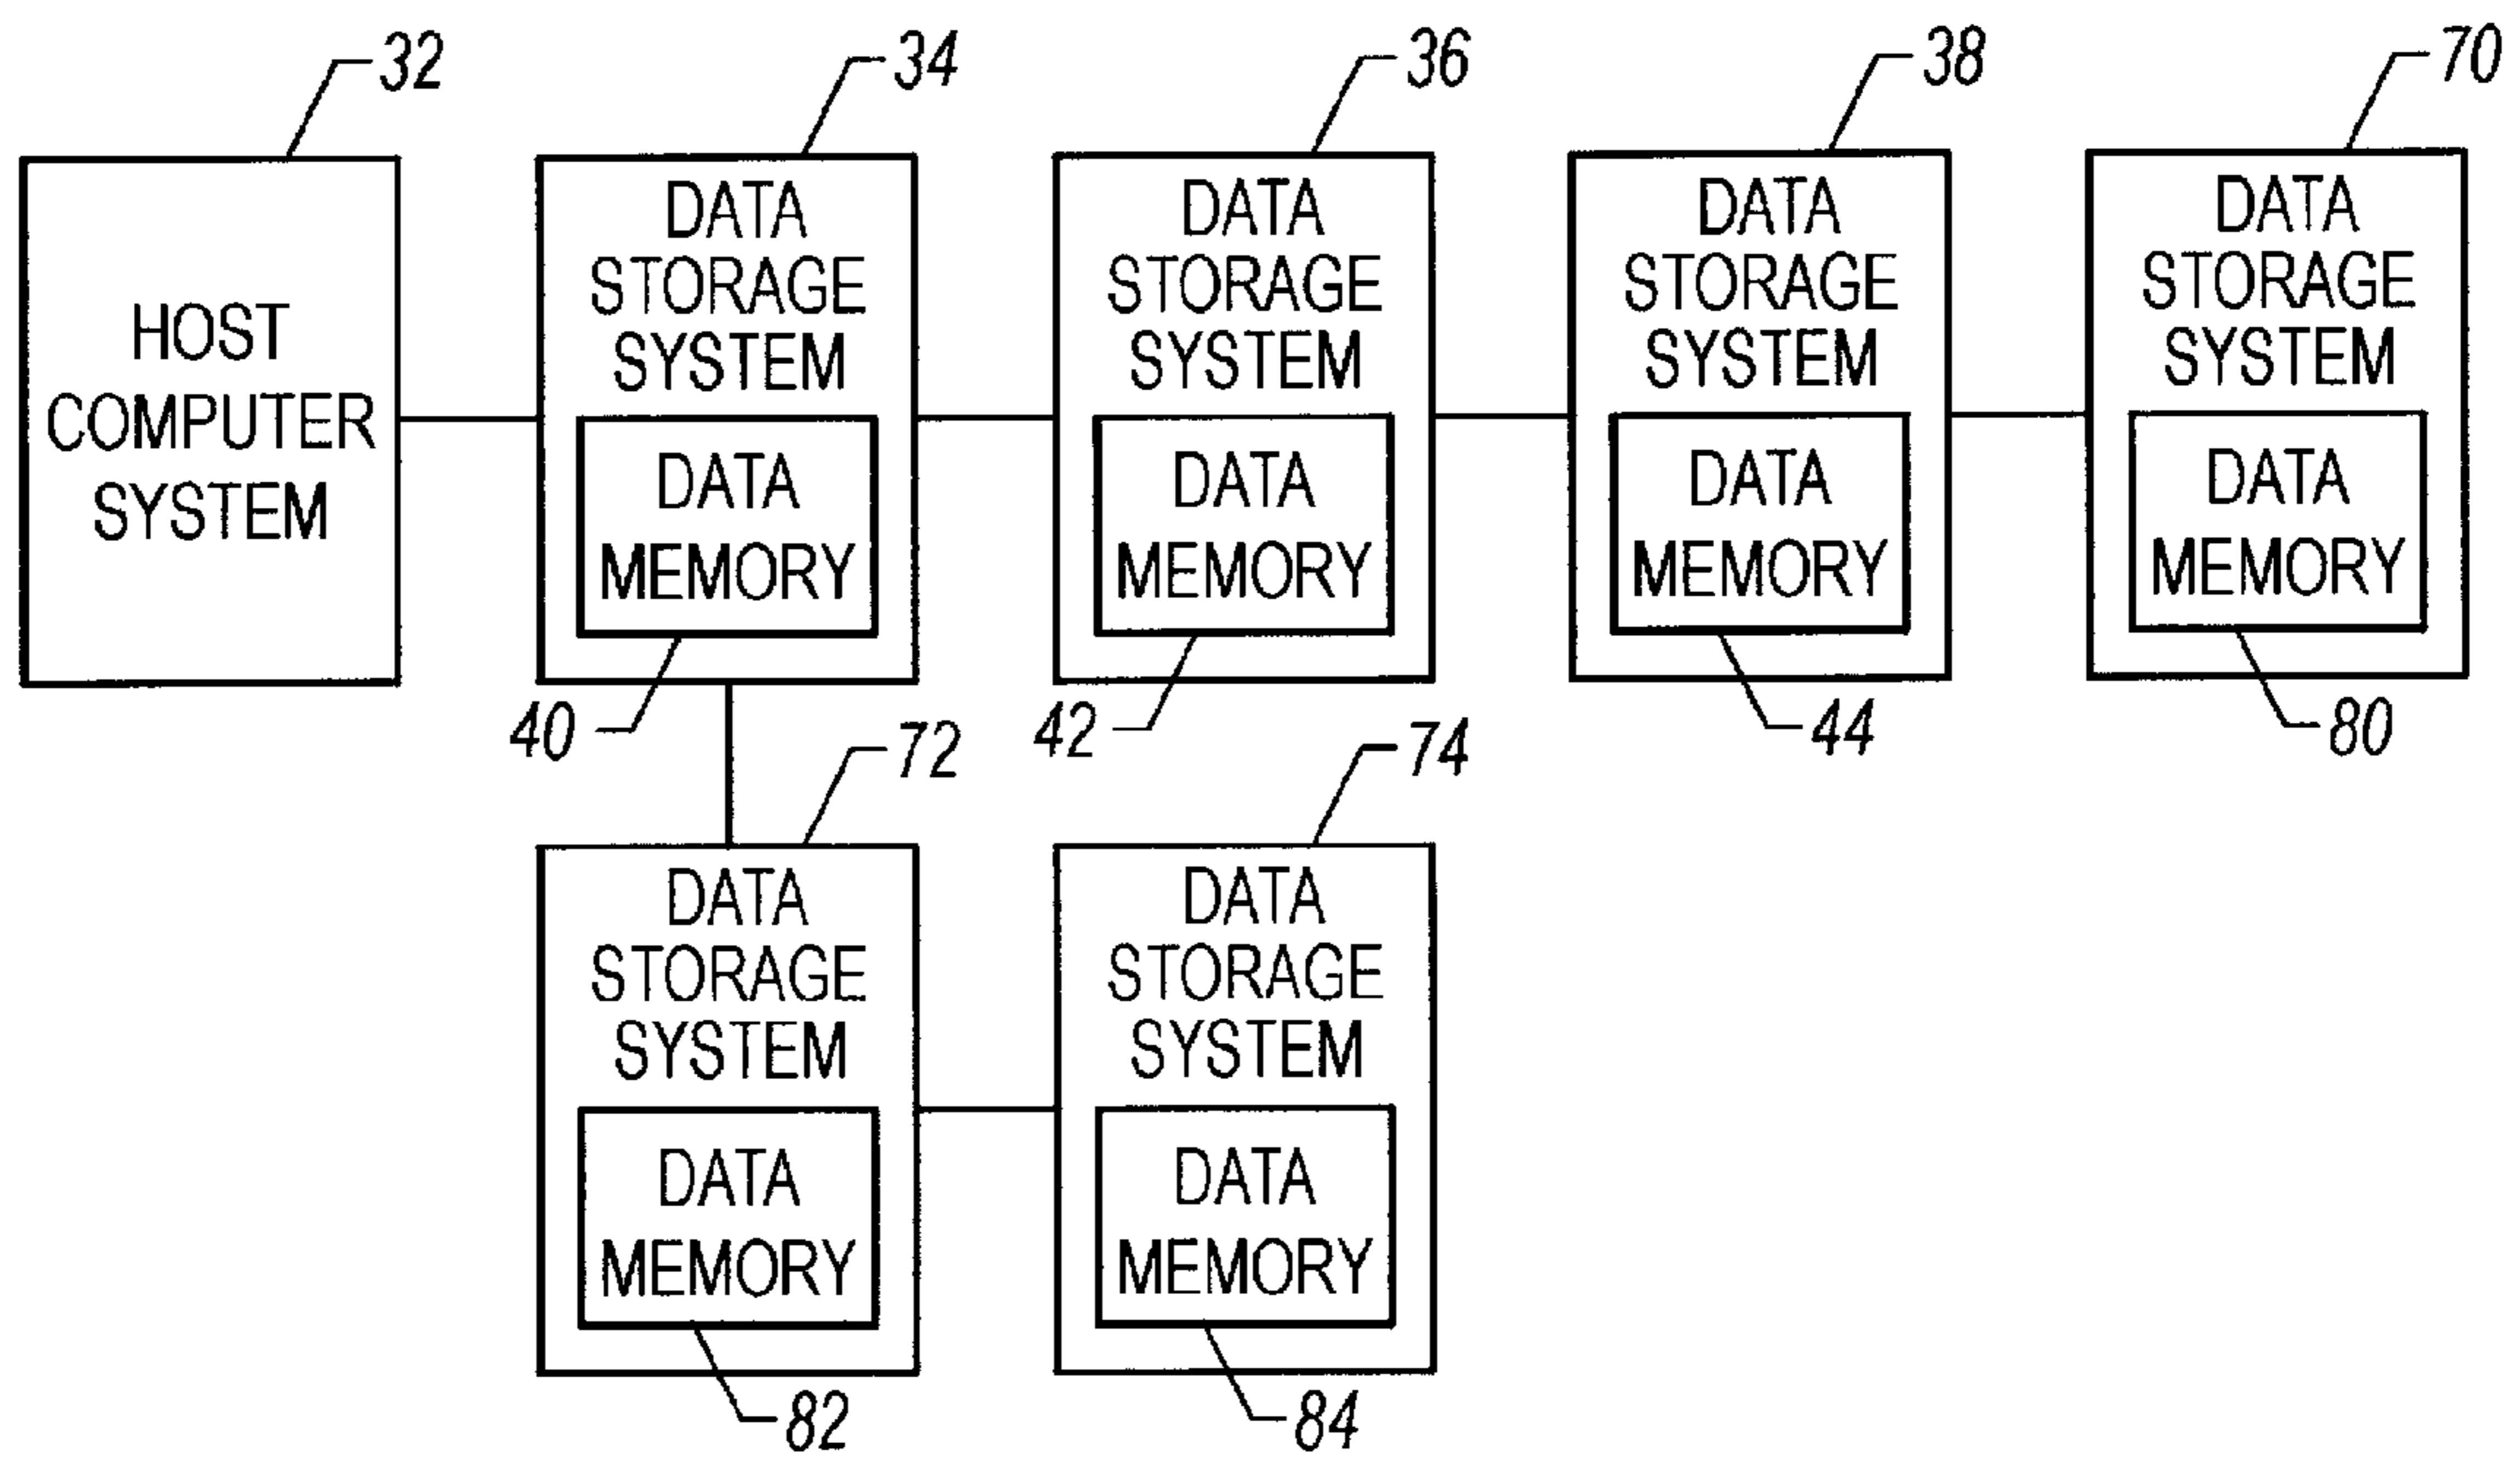 32
34
36
38
70
HOST
COMPUTER
SYSTEM
DATA
STORAGE
SYSTEM
DATA
MEMORY
DATA
STORAGE
SYSTEM
DATA
MEMORY
DATA
STORAGE
SYSTEM
DATA
MEMORY
DATA
STORAGE
SYSTEM
DATA
MEMORY
40
42
44
80
72
74
DATA
STORAGE
SYSTEM
DATA
MEMORY
DATA
STORAGE
SYSTEM
DATA
MEMORY
82
84